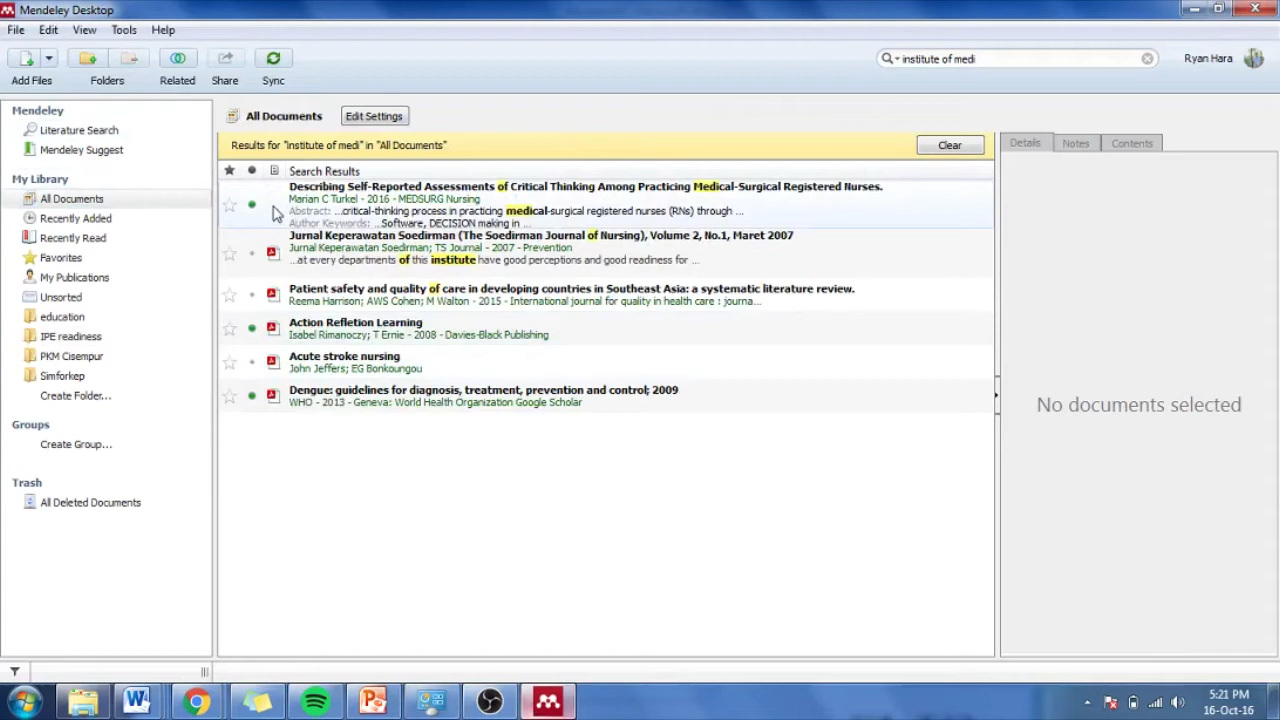 Mendeley Desktop
File Edit View Tools Help
institute of medi
Ryan Hara
Add Files Folders Related Share Sync
Mendeley
Literature Search
Mendeley Suggest
My Library
All Documents
Recently Added
Recently Read
Favorites
My Publications
Unsorted
education
IPE readiness
PKM Cisempur
Simforkep
Create Folder...
Groups
Create Group...
Trash
All Deleted Documents
All Documents Edit Settings
Results for "institute of medi" in "All Documents" Clear
Search Results
Describing Self-Reported Assessments of Critical Thinking Among Practicing Medical-Surgical Registered Nurses.
Marian C Turkel - 2016 - MEDSURG Nursing
Abstract: ...critical-thinking process in practicing medical-surgical registered nurses (RNs) through ...
Author Keywords: ...Software, DECISION making in ...
Jurnal Keperawatan Soedirman (The Soedirman Journal of Nursing), Volume 2, No.1, Maret 2007
Jurnal Keperawatan Soedirman; TS Journal - 2007 - Prevention
...at every departments of this institute have good perceptions and good readiness for ...
Patient safety and quality of care in developing countries in Southeast Asia: a systematic literature review.
Reema Harrison; AWS Cohen; M Walton - 2015 - International journal for quality in health care : journa...
Action Refletion Learning
Isabel Rimanoczy; T Ernie - 2008 - Davies-Black Publishing
Acute stroke nursing
John Jeffers; EG Bonkoungou
Dengue: guidelines for diagnosis, treatment, prevention and control; 2009
WHO - 2013 - Geneva: World Health Organization Google Scholar
Details Notes Contents
No documents selected
5:21 PM
16-Oct-16